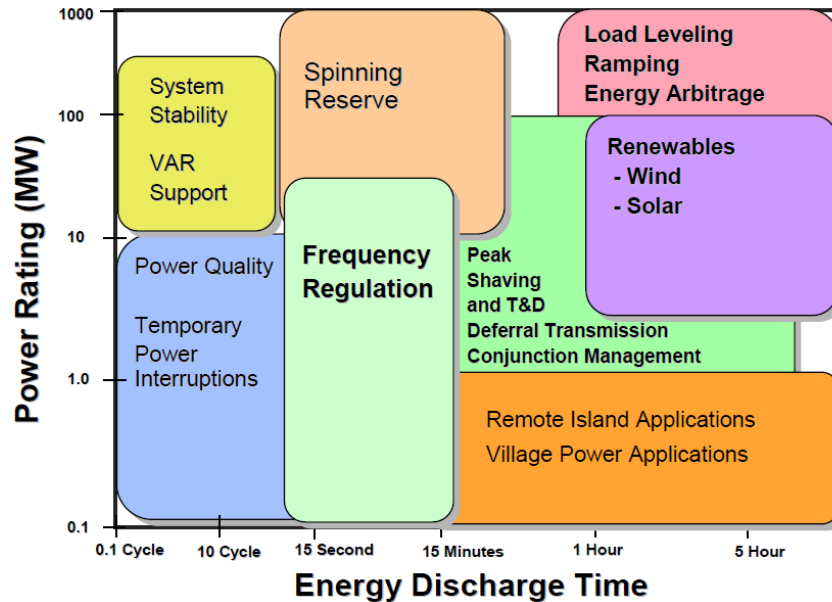 1000
100
10
1.0
0.1
Power Rating (MW)
System
Stability
VAR
Support
Spinning
Reserve
Load Leveling
Ramping
Energy Arbitrage
Renewables
- Wind
- Solar
Power Quality
Temporary
Power
Interruptions
Frequency
Regulation
Peak
Shaving
and T&D
Deferral Transmission
Conjunction Management
Remote Island Applications
Village Power Applications
0.1 Cycle
10 Cycle
15 Second
15 Minutes
1 Hour
5 Hour
Energy Discharge Time